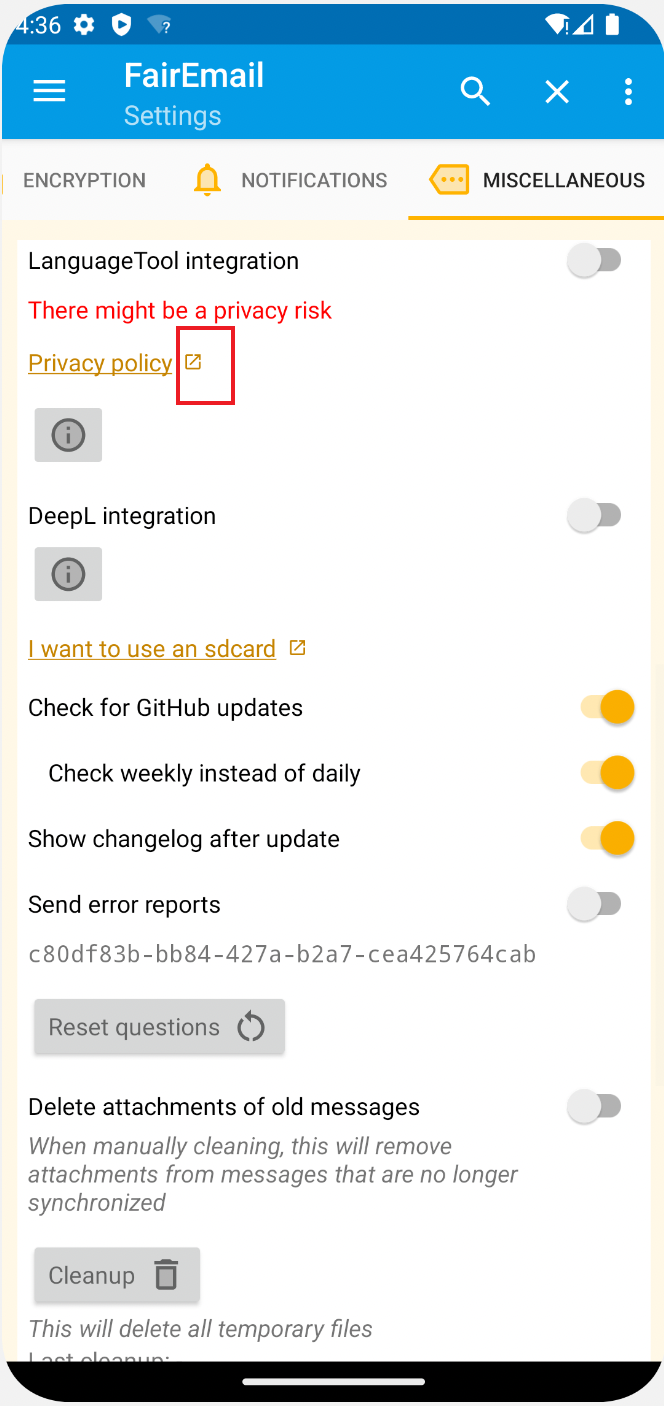 4:36
FairEmail
Settings
ENCRYPTION
NOTIFICATIONS
MISCELLANEOUS
LanguageTool integration
There might be a privacy risk
Privacy policy
DeepL integration
I want to use an sdcard
Check for GitHub updates
Check weekly instead of daily
Show changelog after update
Send error reports
c80df83b-bb84-427a-b2a7-cea425764cab
Reset questions
Delete attachments of old messages
When manually cleaning, this will remove
attachments from messages that are no longer
synchronized
Cleanup
This will delete all temporary files
Last cleanup: